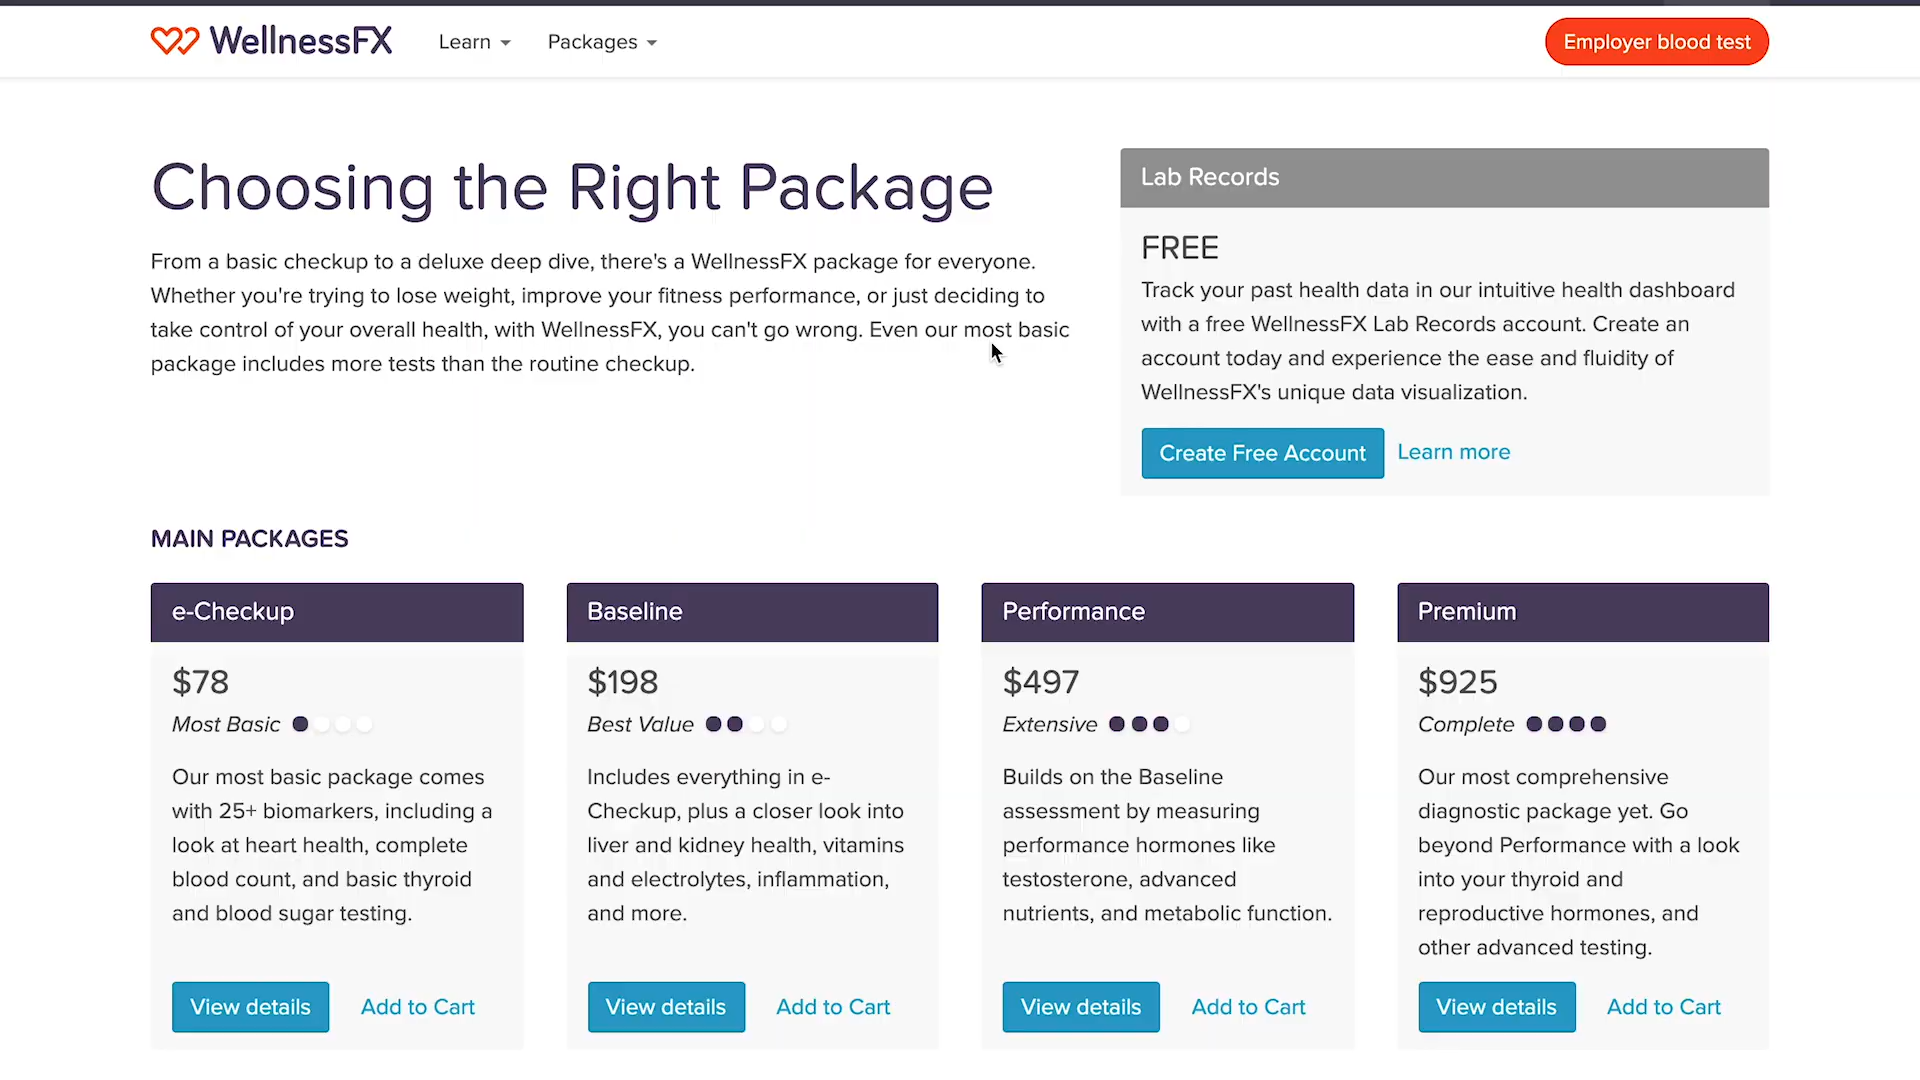 WellnessFX
Learn
Packages
Employer blood test
Choosing the Right Package
From a basic checkup to a deluxe deep dive, there's a WellnessFX package for everyone.
Whether you're trying to lose weight, improve your fitness performance, or just deciding to
take control of your overall health, with WellnessFX, you can't go wrong. Even our most basic
package includes more tests than the routine checkup.
Lab Records
FREE
Track your past health data in our intuitive health dashboard
with a free WellnessFX Lab Records account. Create an
account today and experience the ease and fluidity of
WellnessFX's unique data visualization.
Create Free Account
Learn more
MAIN PACKAGES
e-Checkup
$78
Most Basic
Our most basic package comes
with 25+ biomarkers, including a
look at heart health, complete
blood count, and basic thyroid
and blood sugar testing.
View details
Add to Cart
Baseline
$198
Best Value
Includes everything in e-
Checkup, plus a closer look into
liver and kidney health, vitamins
and electrolytes, inflammation,
and more.
View details
Add to Cart
Performance
$497
Extensive
Builds on the Baseline
assessment by measuring
performance hormones like
testosterone, advanced
nutrients, and metabolic function.
View details
Add to Cart
Premium
$925
Complete
Our most comprehensive
diagnostic package yet. Go
beyond Performance with a look
into your thyroid and
reproductive hormones, and
other advanced testing.
View details
Add to Cart